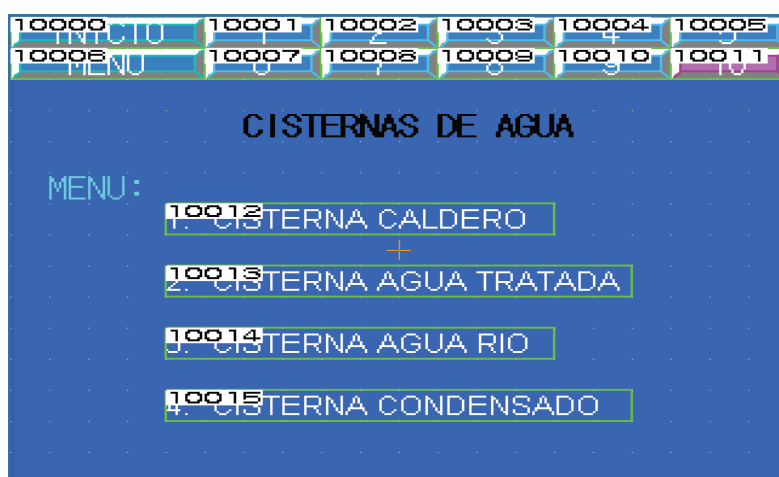 10000 10001 10002 10003 10004 10005
INICIO 1 2 3 4 5
10006 10007 10008 10009 10010 10011
MENU 6 7 8 9 10
CISTERNAS DE AGUA
MENU:
10012
1. CISTERNA CALDERO
10013
2. CISTERNA AGUA TRATADA
10014
3. CISTERNA AGUA RIO
10015
4. CISTERNA CONDENSADO